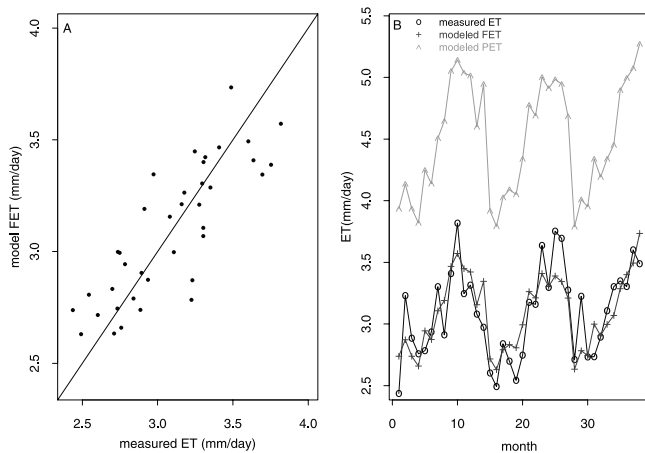 A
model FET (mm/day)
4.0
3.5
3.0
2.5
2.5 3.0 3.5 4.0
measured ET (mm/day)
B
measured ET
modeled FET
modeled PET
ET(mm/day)
5.5
5.0
4.5
4.0
3.5
3.0
2.5
0 10 20 30
month